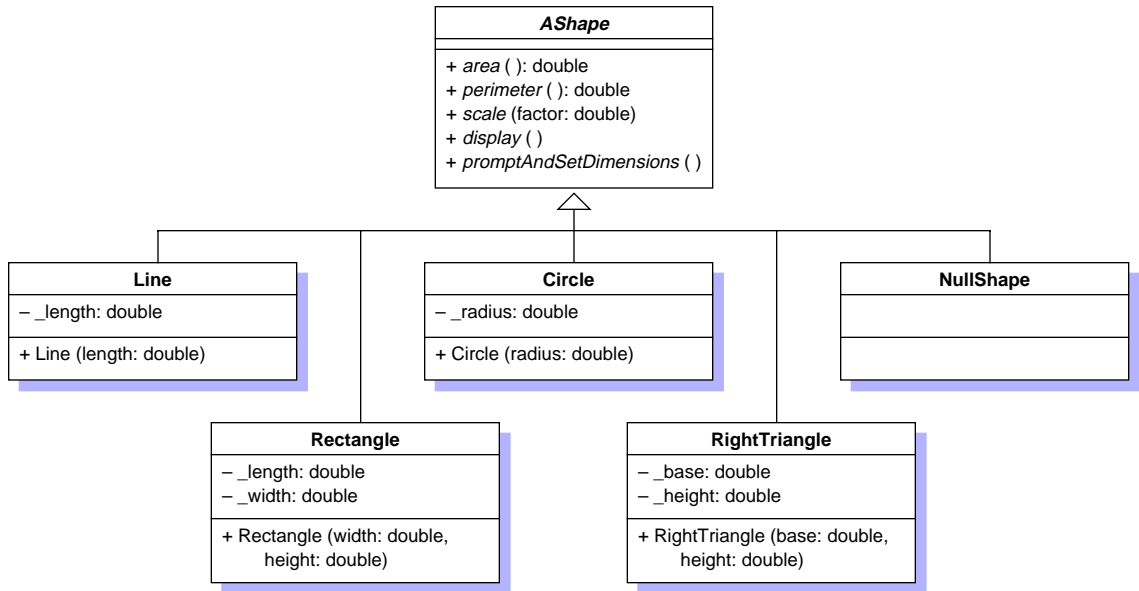 AShape
+ area ( ): double
+ perimeter ( ): double
+ scale (factor: double)
+ display ( )
+ promptAndSetDimensions ( )
Line
– _length: double
+ Line (length: double)
Circle
– _radius: double
+ Circle (radius: double)
NullShape
Rectangle
– _length: double
– _width: double
+ Rectangle (width: double,
height: double)
RightTriangle
– _base: double
– _height: double
+ RightTriangle (base: double,
height: double)